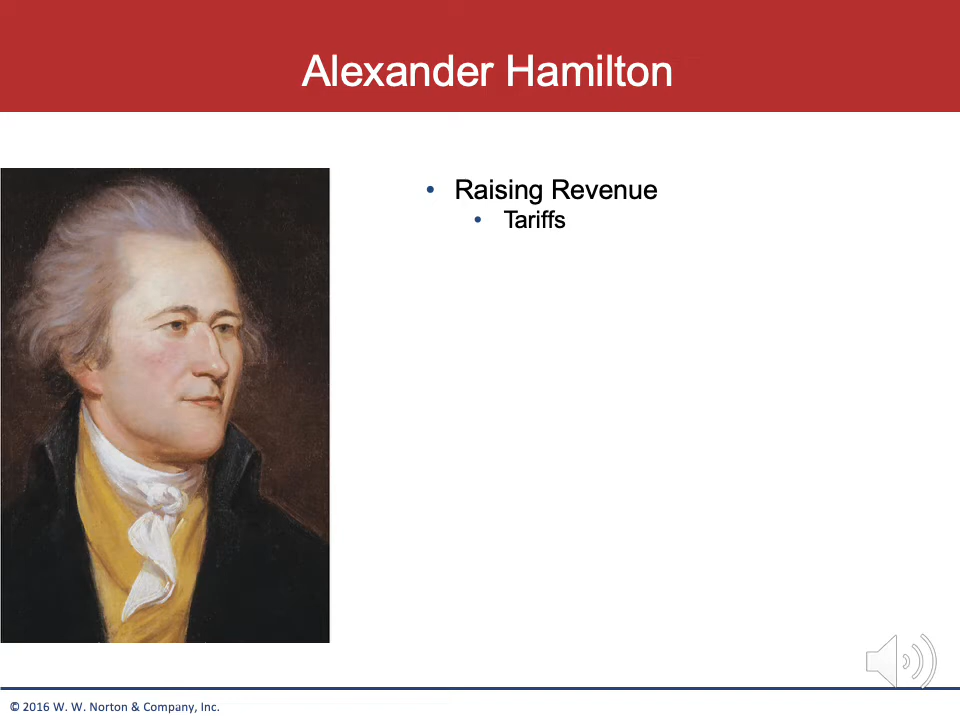 Alexander Hamilton
• Raising Revenue
• Tariffs
© 2016 W. W. Norton & Company, Inc.